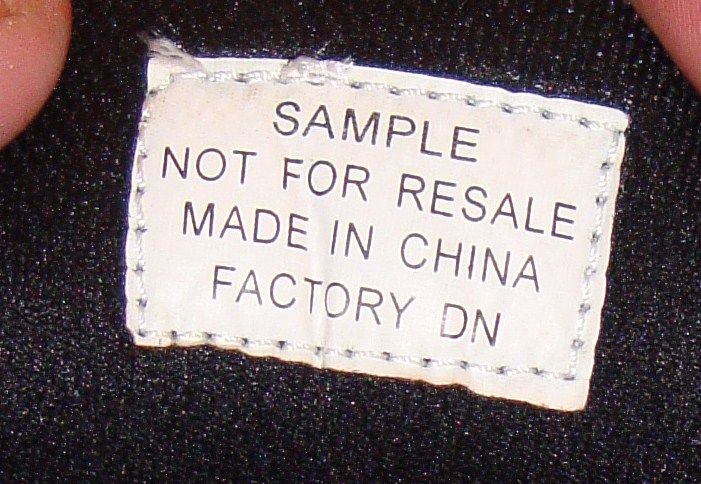 SAMPLE
NOT FOR RESALE
MADE IN CHINA
FACTORY DN